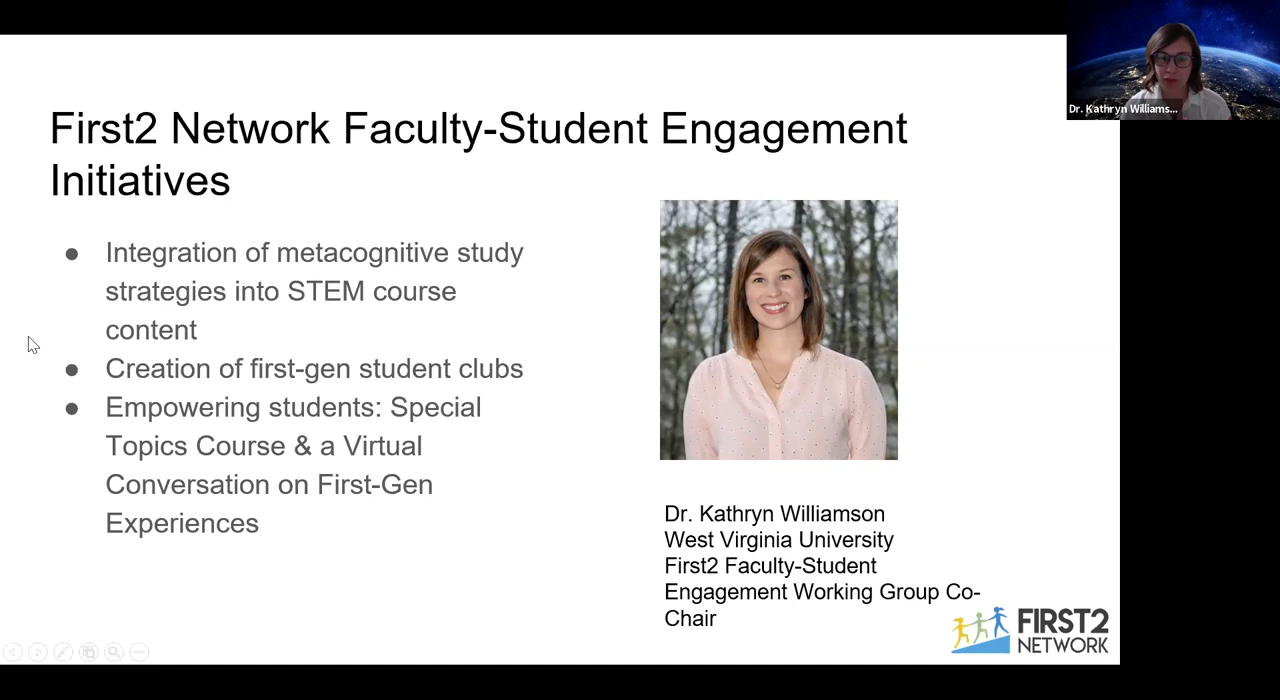 Dr. Kathryn Williams...
First2 Network Faculty-Student Engagement
Initiatives
● Integration of metacognitive study
strategies into STEM course
content
● Creation of first-gen student clubs
● Empowering students: Special
Topics Course & a Virtual
Conversation on First-Gen
Experiences
Dr. Kathryn Williamson
West Virginia University
First2 Faculty-Student
Engagement Working Group Co-
Chair
FIRST2
NETWORK